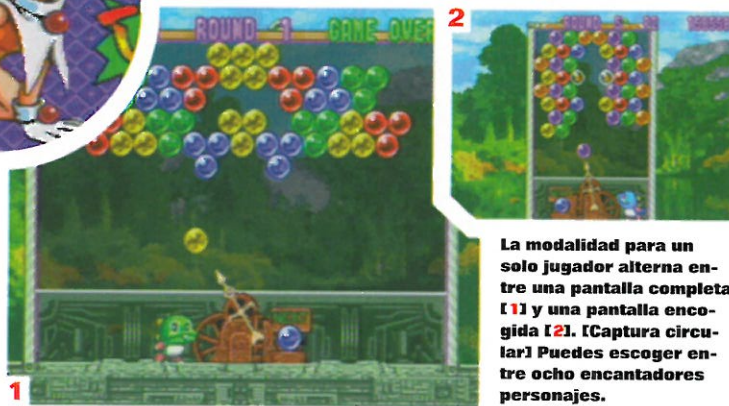 ROUND 1 GAME OVER
2
ROUND
La modalidad para un
solo jugador alterna en-
tre una pantalla completa
[1] y una pantalla enco-
gida [2]. [Captura circu-
lar] Puedes escoger en-
tre ocho encantadores
personajes.
1